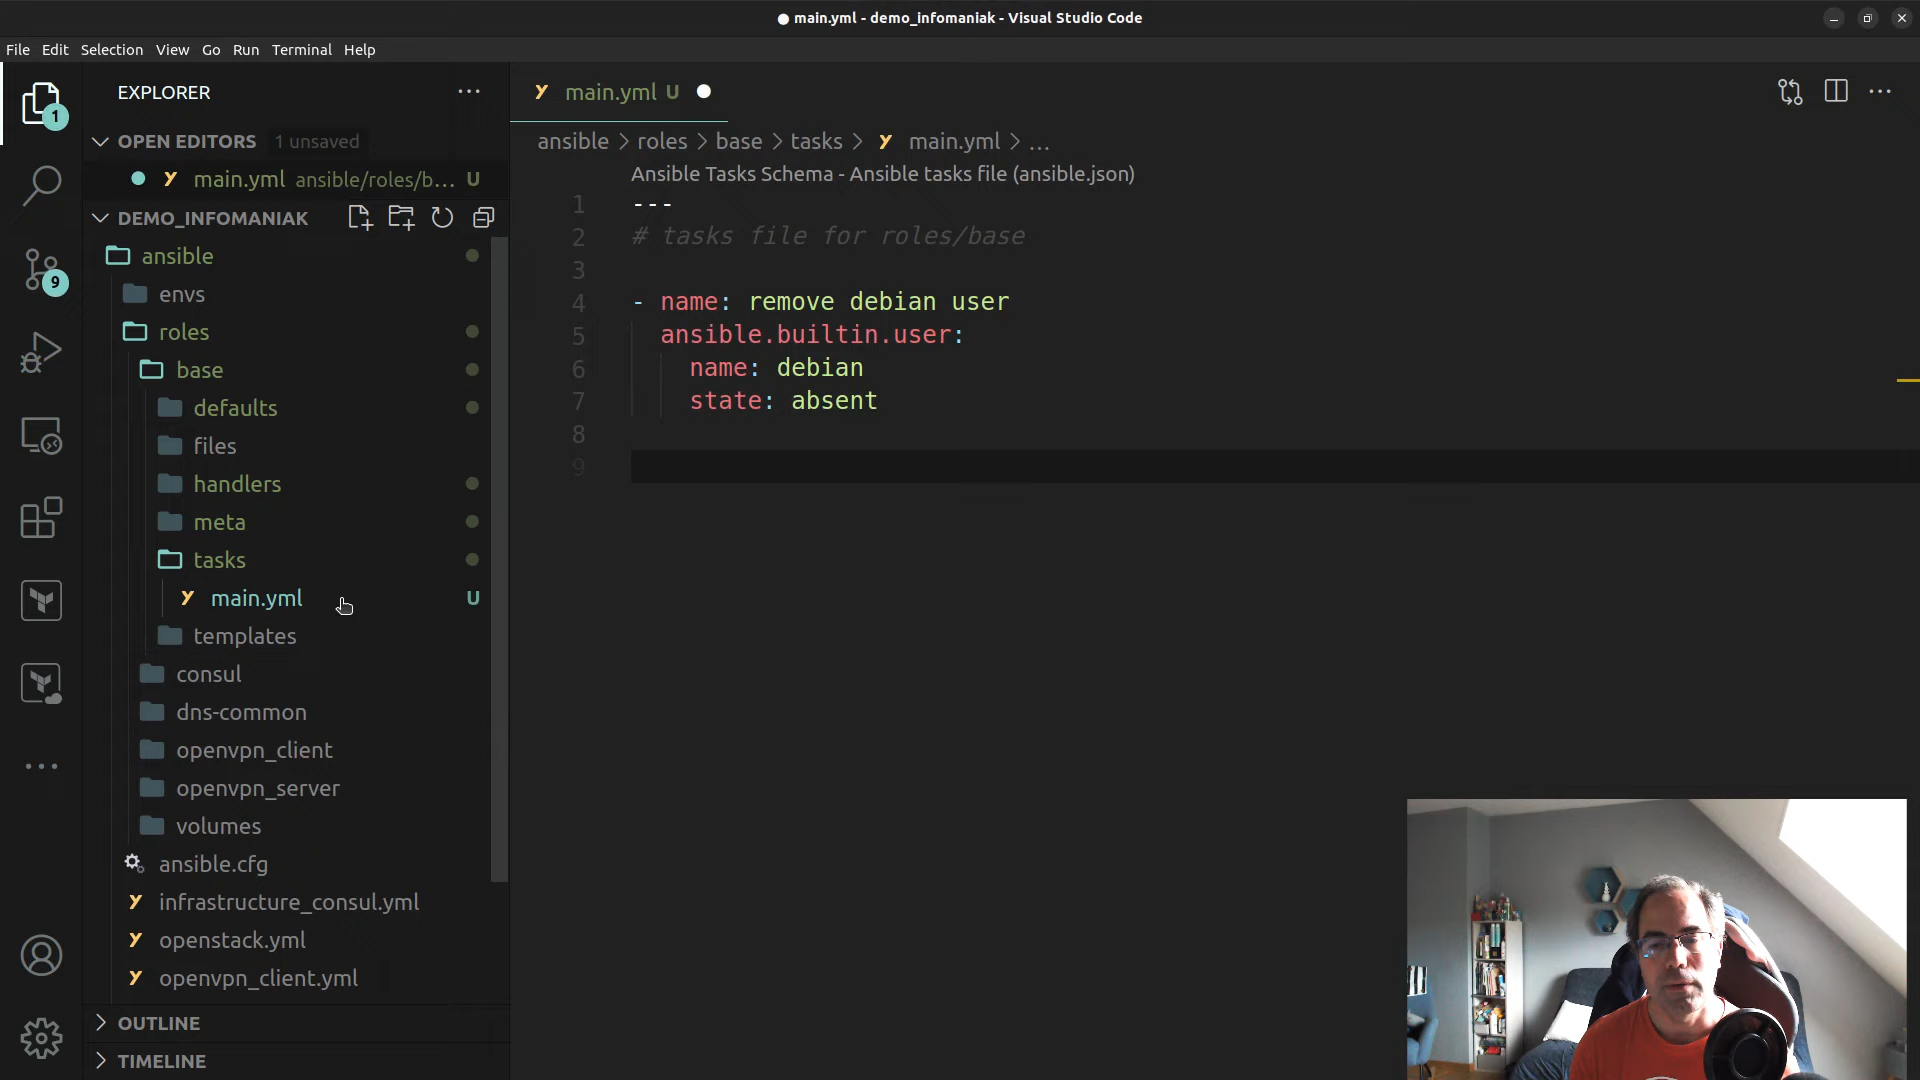 main.yml - demo_infomaniak - Visual Studio Code
File Edit Selection View Go Run Terminal Help
EXPLORER
OPEN EDITORS 1 unsaved
main.yml ansible/roles/b... U
DEMO_INFOMANIAK
ansible
envs
roles
base
defaults
files
handlers
meta
tasks
main.yml U
templates
consul
dns-common
openvpn_client
openvpn_server
volumes
ansible.cfg
infrastructure_consul.yml
openstack.yml
openvpn_client.yml
OUTLINE
TIMELINE
1
9
main.yml U
ansible > roles > base > tasks > main.yml > ...
Ansible Tasks Schema - Ansible tasks file (ansible.json)
1 ---
2 # tasks file for roles/base
3
4 - name: remove debian user
5 ansible.builtin.user:
6 name: debian
7 state: absent
8
9